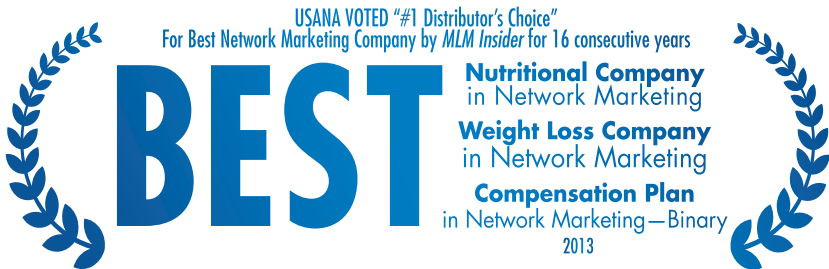 USANA VOTED “#1 Distributor’s Choice”
For Best Network Marketing Company by MLM Insider for 16 consecutive years
BEST
Nutritional Company
in Network Marketing
Weight Loss Company
in Network Marketing
Compensation Plan
in Network Marketing—Binary
2013